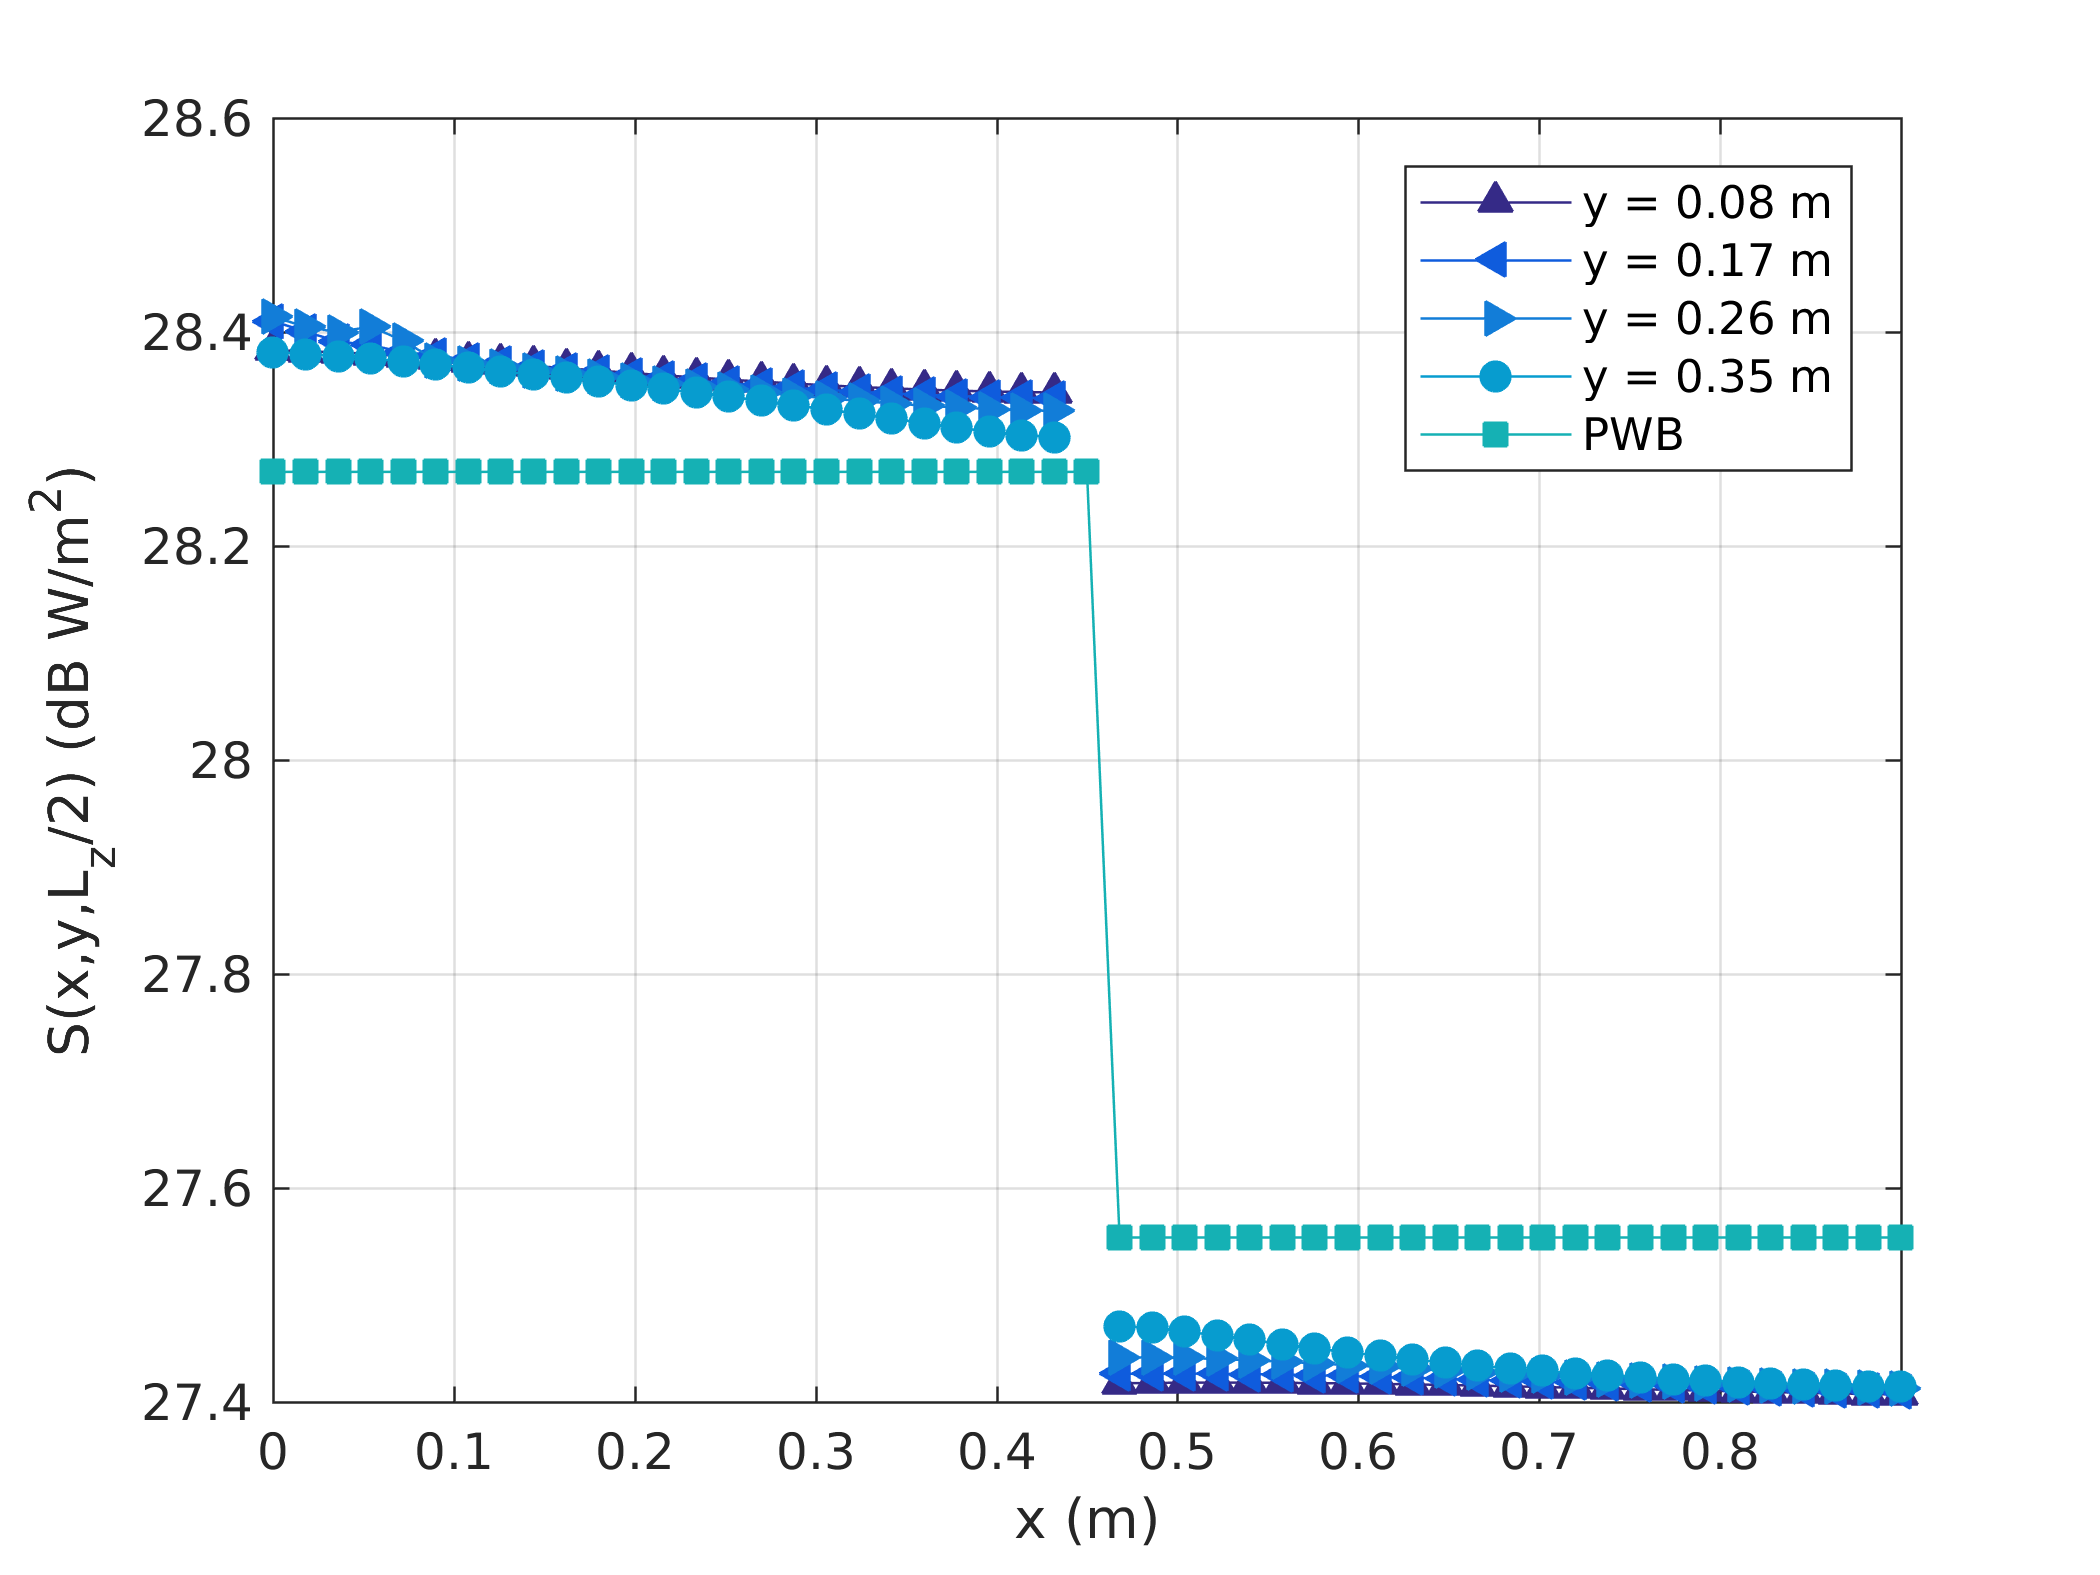 28.6
28.4
28.2
28
27.8
27.6
27.4
0 0.1 0.2 0.3 0.4 0.5 0.6 0.7 0.8
x (m)
S(x,y,L_z/2) (dB W/m^2)
y = 0.08 m
y = 0.17 m
y = 0.26 m
y = 0.35 m
PWB